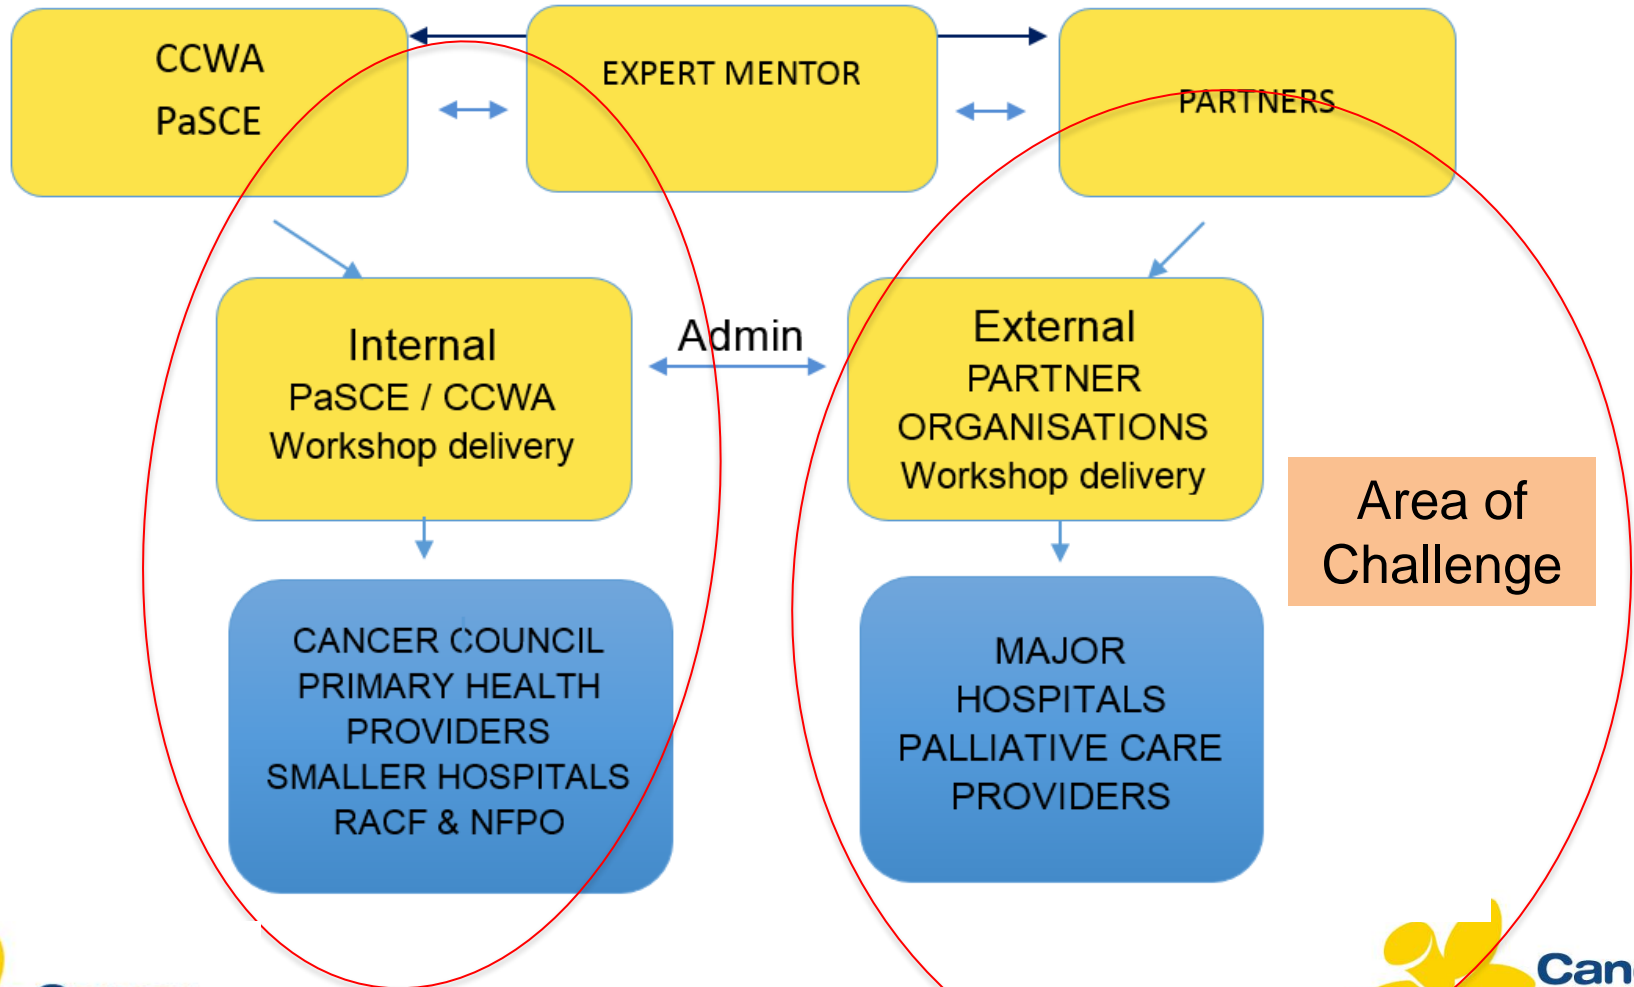 CCWA
PaSCE
EXPERT MENTOR
PARTNERS
Internal
PaSCE / CCWA
Workshop delivery
Admin
External
PARTNER
ORGANISATIONS
Workshop delivery
Area of
Challenge
CANCER COUNCIL
PRIMARY HEALTH
PROVIDERS
SMALLER HOSPITALS
RACF & NFPO
MAJOR
HOSPITALS
PALLIATIVE CARE
PROVIDERS
Can